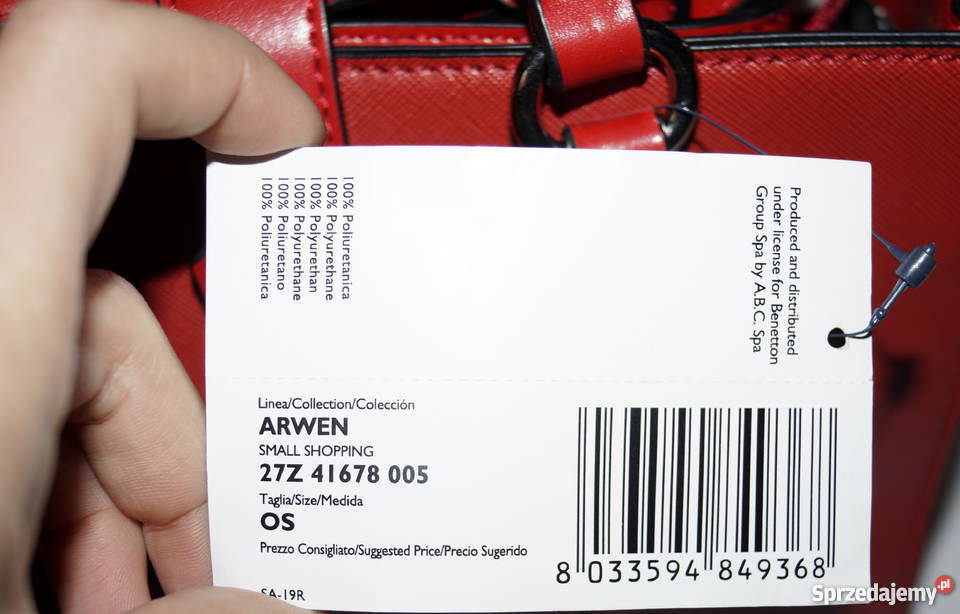 100% Poliuretanica
100% Polyurethane
100% Polyurethan
100% Polyurethane
100% Poliuretano
100% Poliuretanica
Produced and distributed
under license for Benetton
Group Spa by A.B.C. Spa
Linea/Collection/Colección
ARWEN
SMALL SHOPPING
27Z 41678 005
Taglia/Size/Medida
OS
Prezzo Consigliato/Suggested Price/Precio Sugerido
SA-19R
8 033594 849368
Sprzedajemy.pl